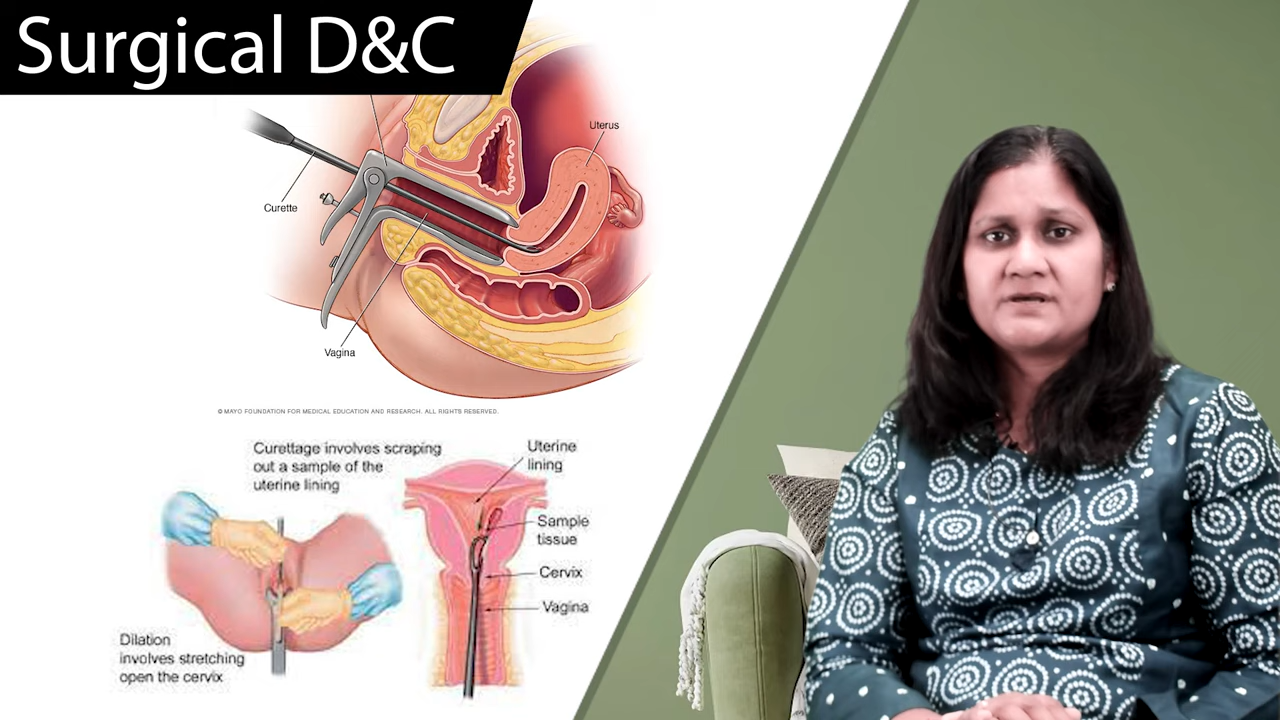 Surgical D&C
Uterus
Curette
Vagina
© MAYO FOUNDATION FOR MEDICAL EDUCATION AND RESEARCH. ALL RIGHTS RESERVED.
Curettage involves scraping
out a sample of the
uterine lining
Uterine
lining
Sample
tissue
Cervix
Vagina
Dilation
involves stretching
open the cervix